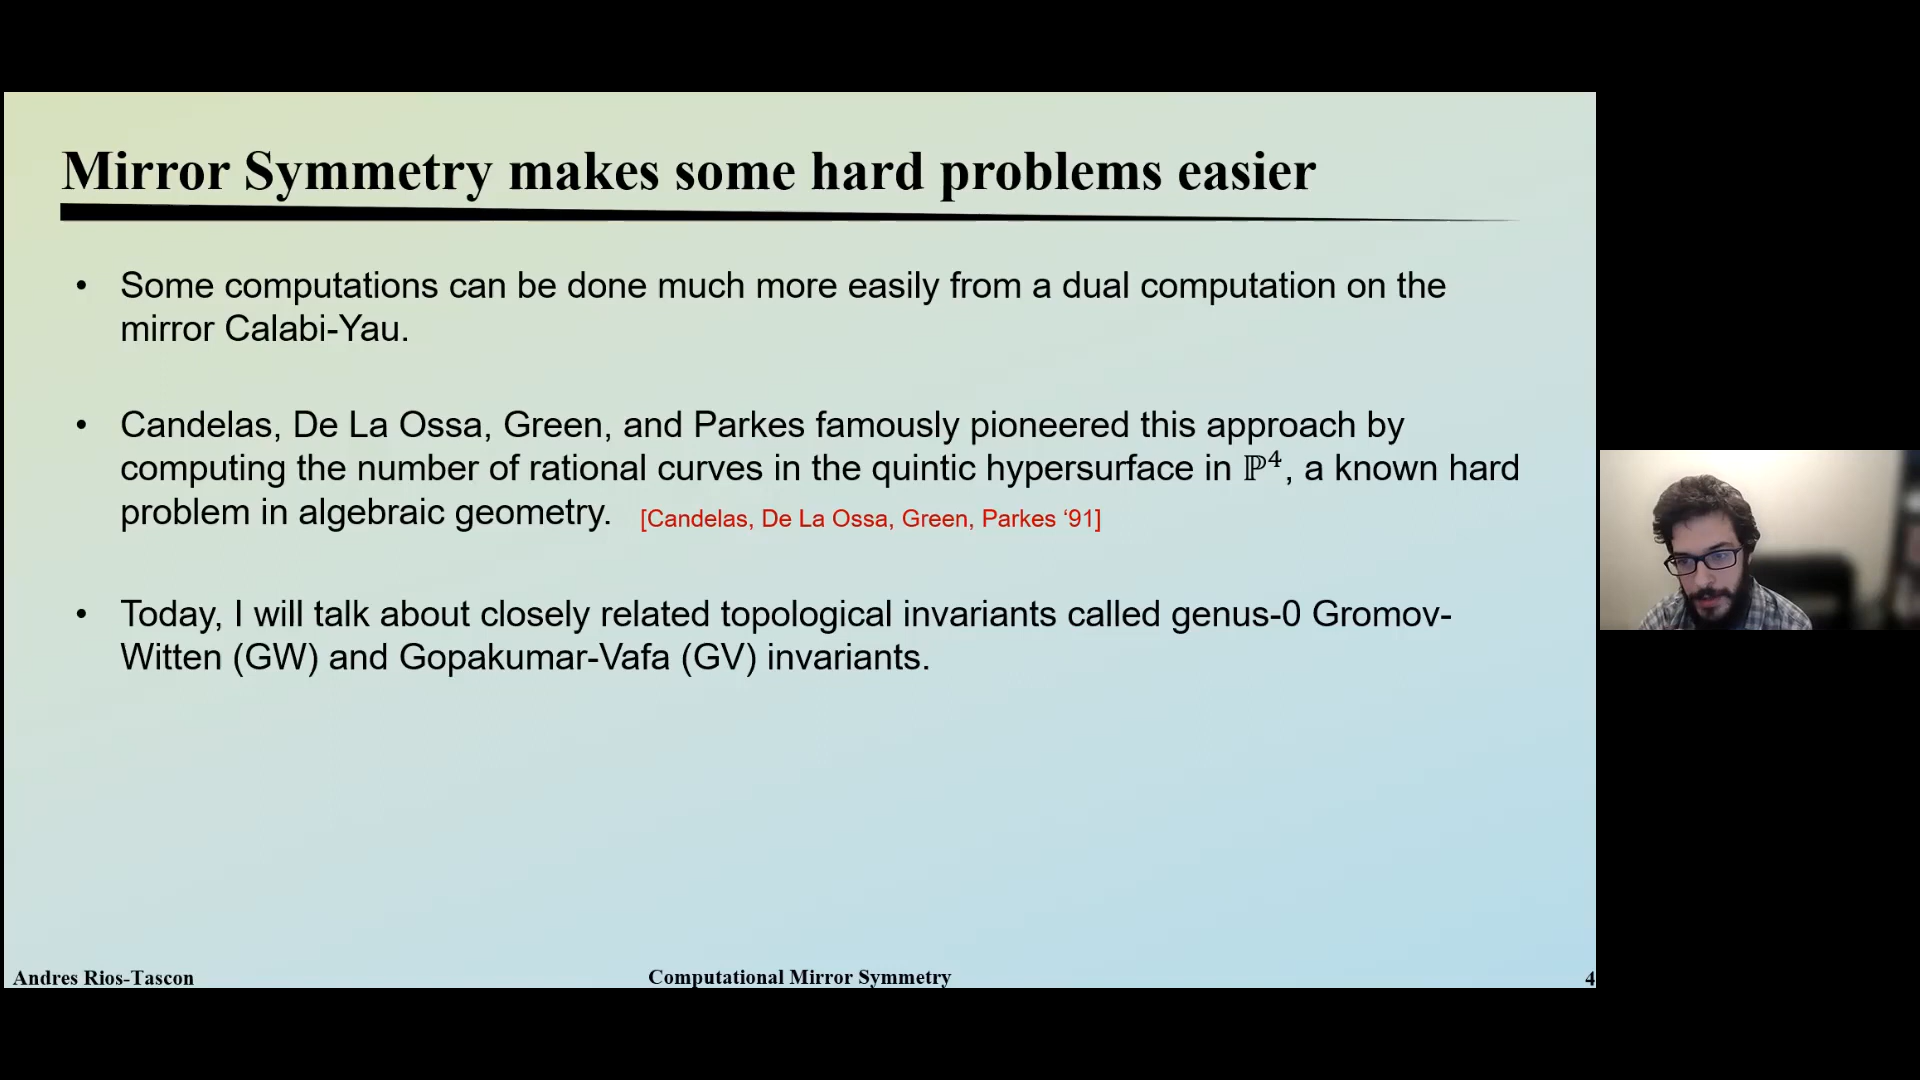 Mirror Symmetry makes some hard problems easier
• Some computations can be done much more easily from a dual computation on the
mirror Calabi-Yau.
• Candelas, De La Ossa, Green, and Parkes famously pioneered this approach by
computing the number of rational curves in the quintic hypersurface in ℙ⁴, a known hard
problem in algebraic geometry. [Candelas, De La Ossa, Green, Parkes ‘91]
• Today, I will talk about closely related topological invariants called genus-0 Gromov-
Witten (GW) and Gopakumar-Vafa (GV) invariants.
Andres Rios-Tascon Computational Mirror Symmetry 4